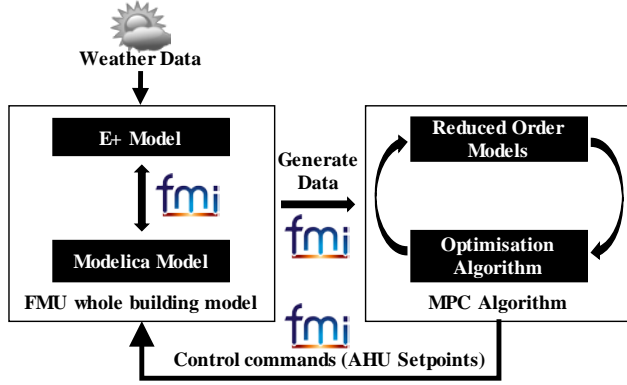 Weather Data
E+ Model
fmi
Modelica Model
FMU whole building model
Generate
Data
fmi
Reduced Order
Models
Optimisation
Algorithm
MPC Algorithm
fmi
Control commands (AHU Setpoints)